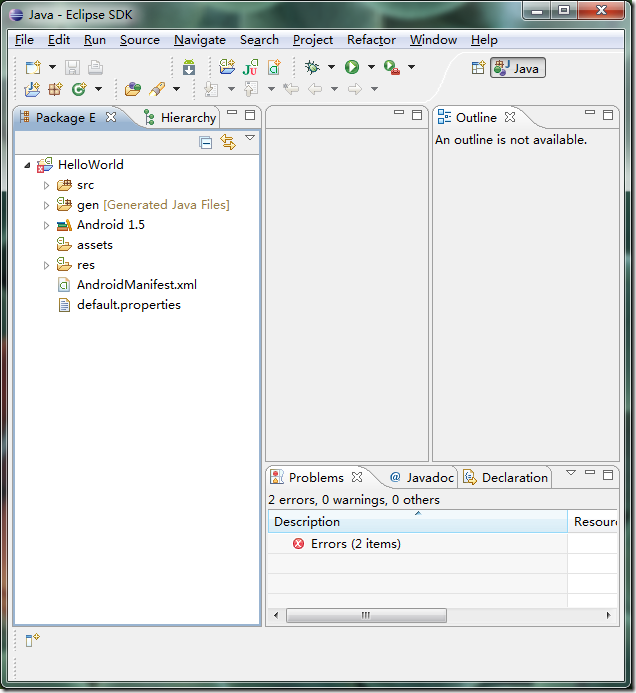 Java - Eclipse SDK
File Edit Run Source Navigate Search Project Refactor Window Help
Java
Package E
Hierarchy
HelloWorld
src
gen [Generated Java Files]
Android 1.5
assets
res
AndroidManifest.xml
default.properties
Outline
An outline is not available.
Problems
@ Javadoc
Declaration
2 errors, 0 warnings, 0 others
Description Resour
Errors (2 items)